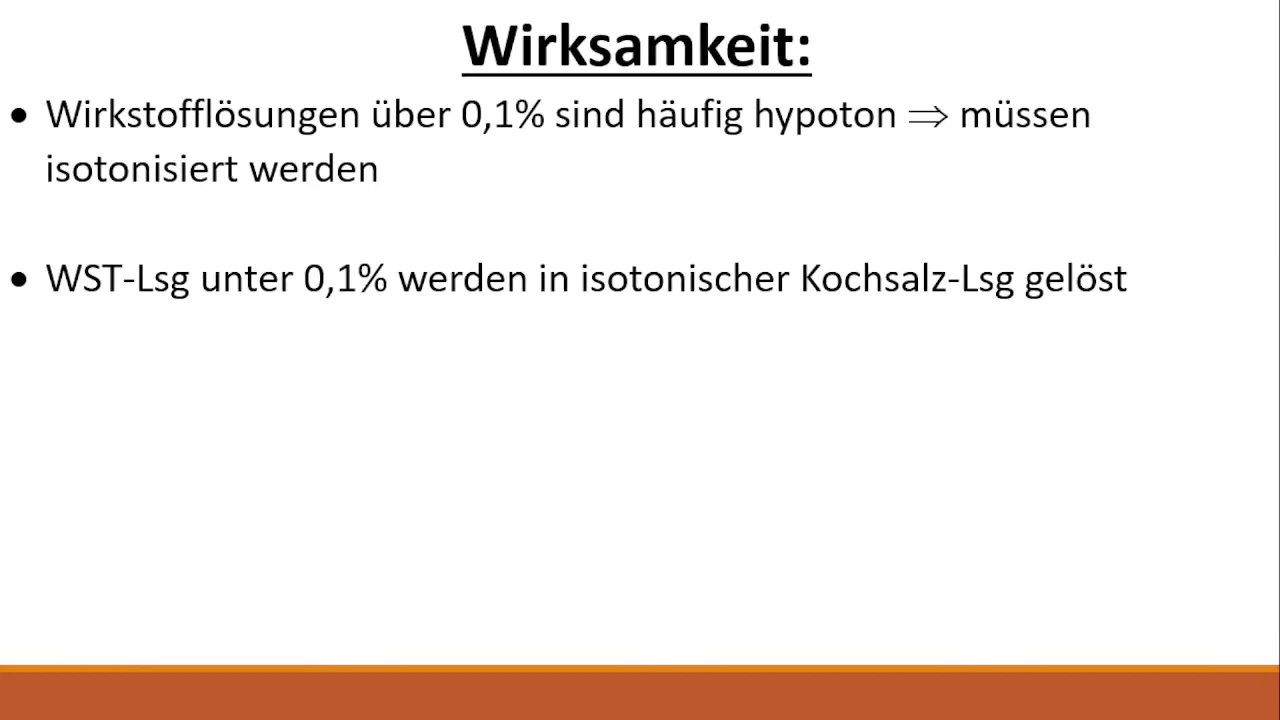 Wirksamkeit:
• Wirkstofflösungen über 0,1% sind häufig hypoton ⇒ müssen
isotonisiert werden
• WST-Lsg unter 0,1% werden in isotonischer Kochsalz-Lsg gelöst